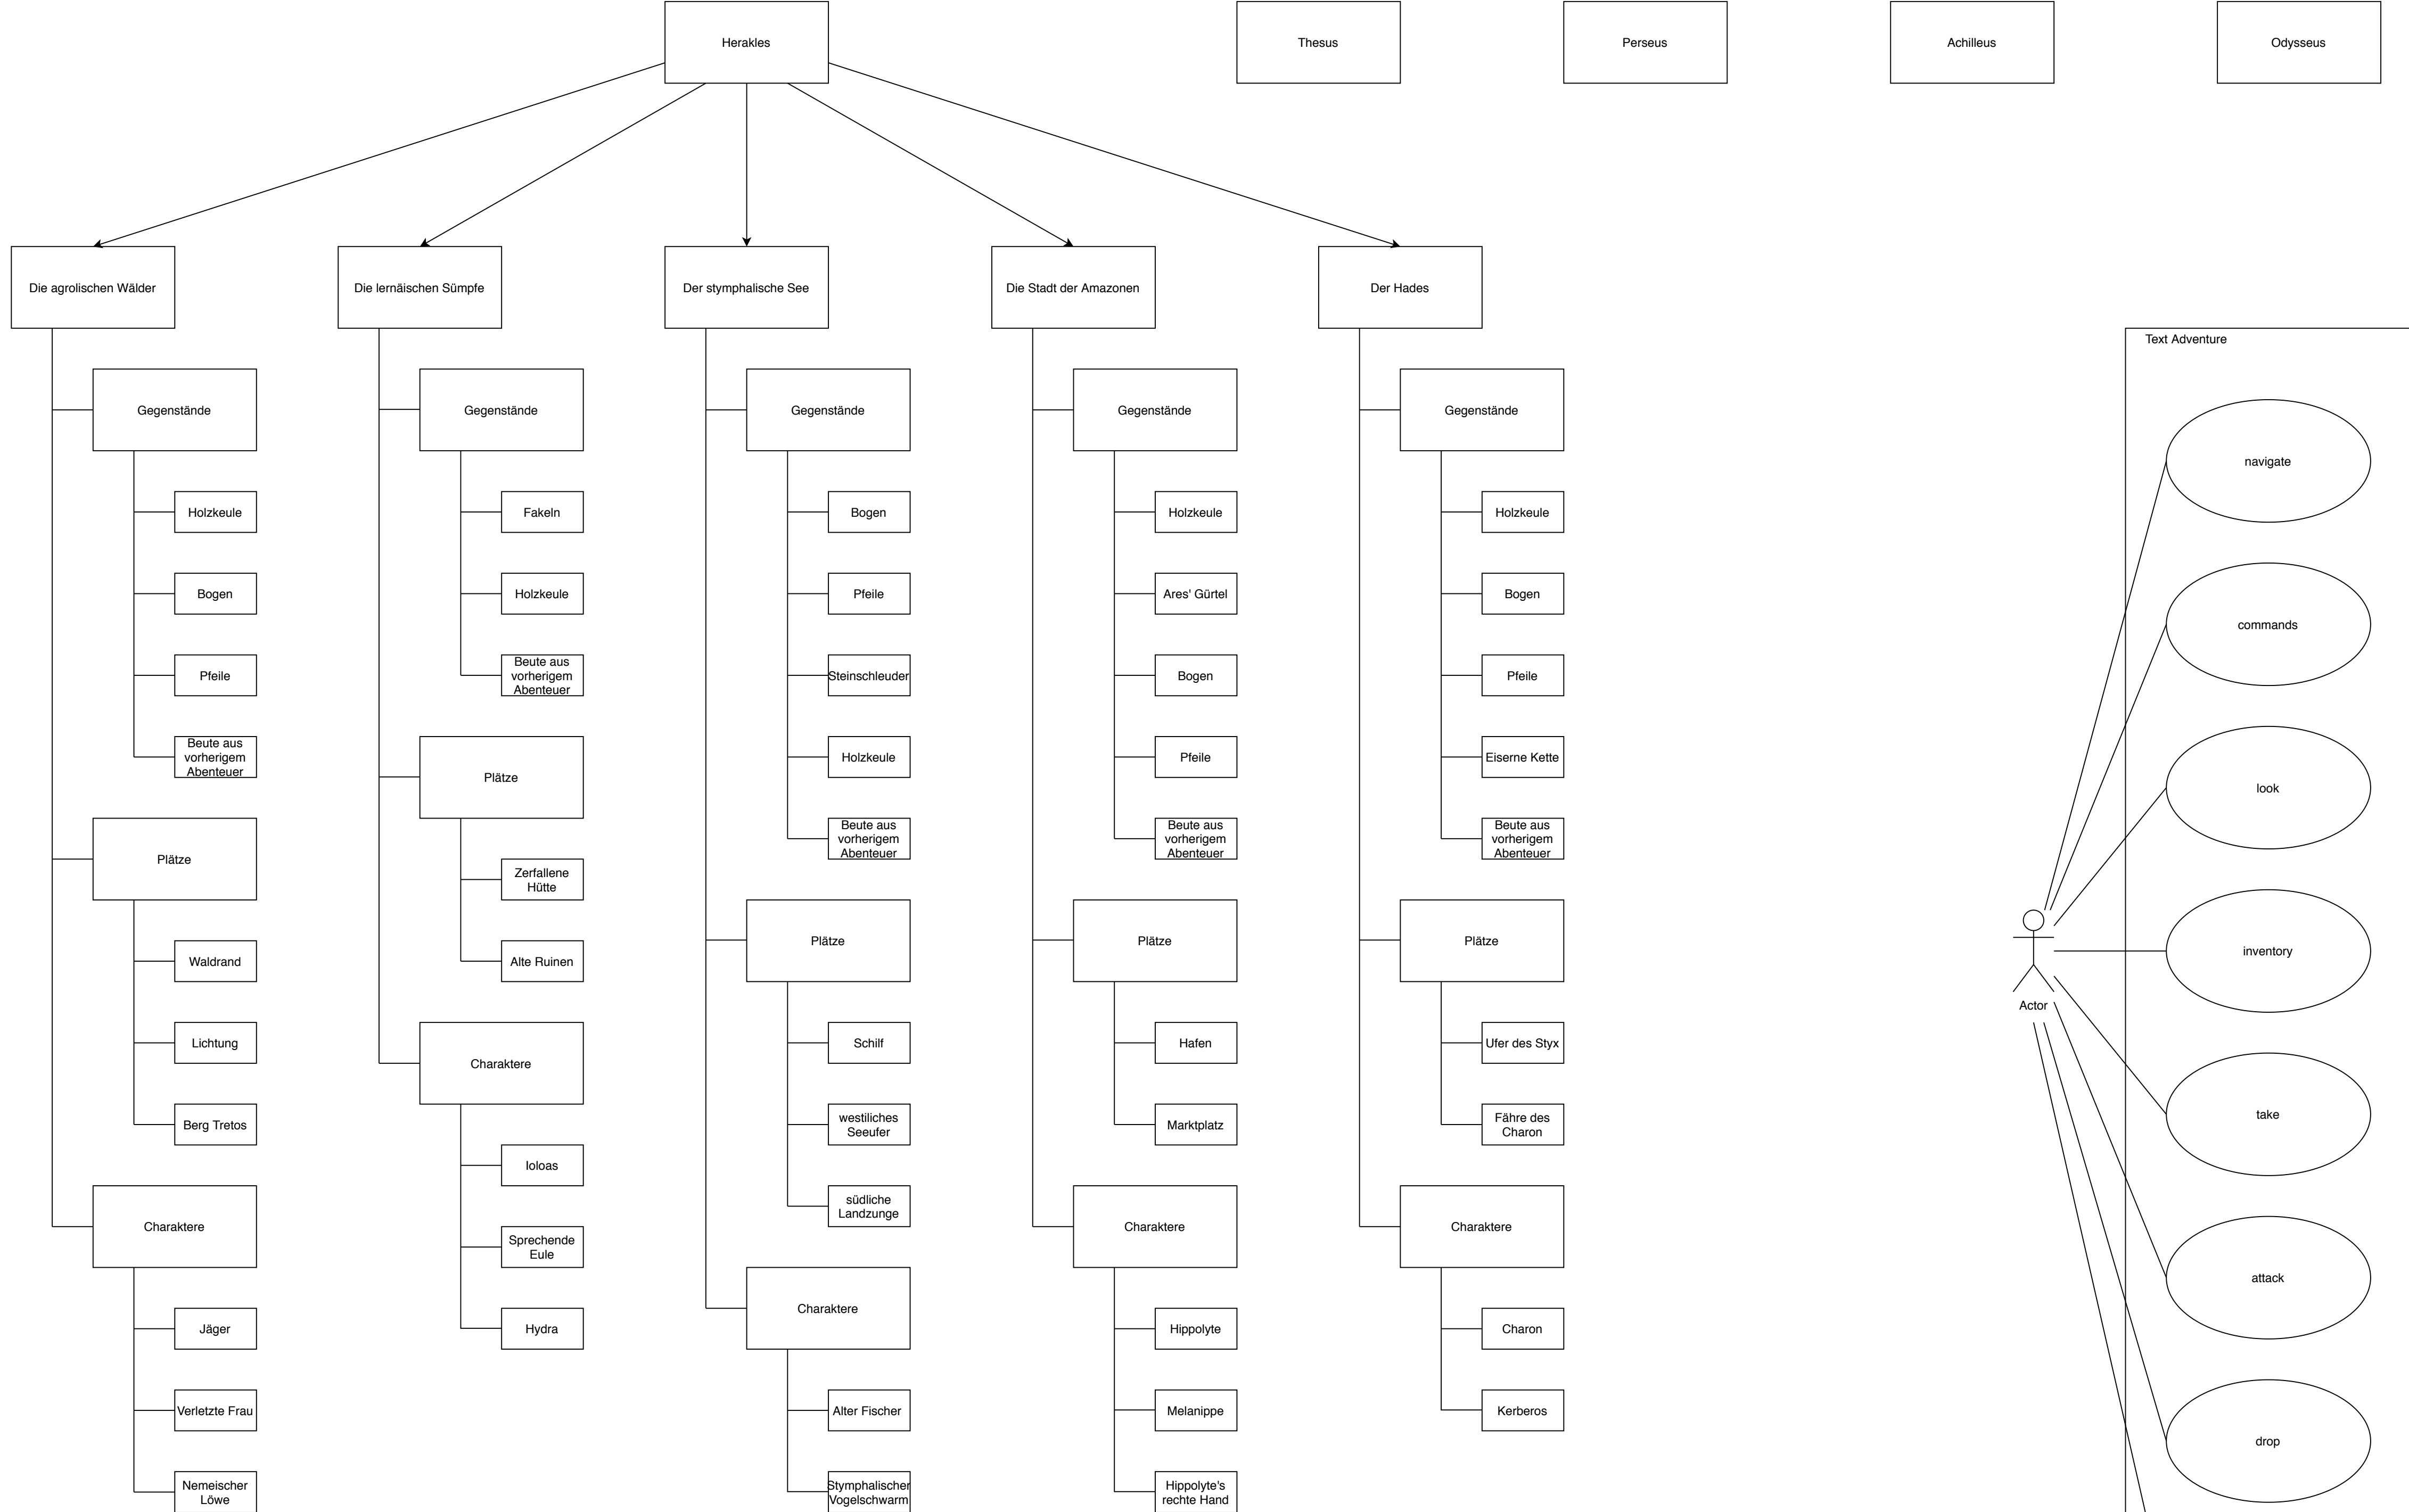 Herakles
Thesus
Perseus
Achilleus
Odysseus
Die agrolischen Wälder
Die lernäischen Sümpfe
Der stymphalische See
Die Stadt der Amazonen
Der Hades
Gegenstände
Holzkeule
Bogen
Pfeile
Beute aus
vorherigem
Abenteuer
Plätze
Waldrand
Lichtung
Berg Tretos
Charaktere
Jäger
Verletzte Frau
Nemeischer
Löwe
Gegenstände
Fakeln
Holzkeule
Beute aus
vorherigem
Abenteuer
Plätze
Zerfallene
Hütte
Alte Ruinen
Charaktere
Ioloas
Sprechende
Eule
Hydra
Gegenstände
Bogen
Pfeile
Steinschleuder
Holzkeule
Beute aus
vorherigem
Abenteuer
Plätze
Schilf
westiliches
Seeufer
südliche
Landzunge
Charaktere
Alter Fischer
Stymphalischer
Vogelschwarm
Gegenstände
Holzkeule
Ares' Gürtel
Bogen
Pfeile
Beute aus
vorherigem
Abenteuer
Plätze
Hafen
Marktplatz
Charaktere
Hippolyte
Melanippe
Hippolyte's
rechte Hand
Gegenstände
Holzkeule
Bogen
Pfeile
Eiserne Kette
Beute aus
vorherigem
Abenteuer
Plätze
Ufer des Styx
Fähre des
Charon
Charaktere
Charon
Kerberos
Text Adventure
navigate
commands
look
inventory
Actor
take
attack
drop